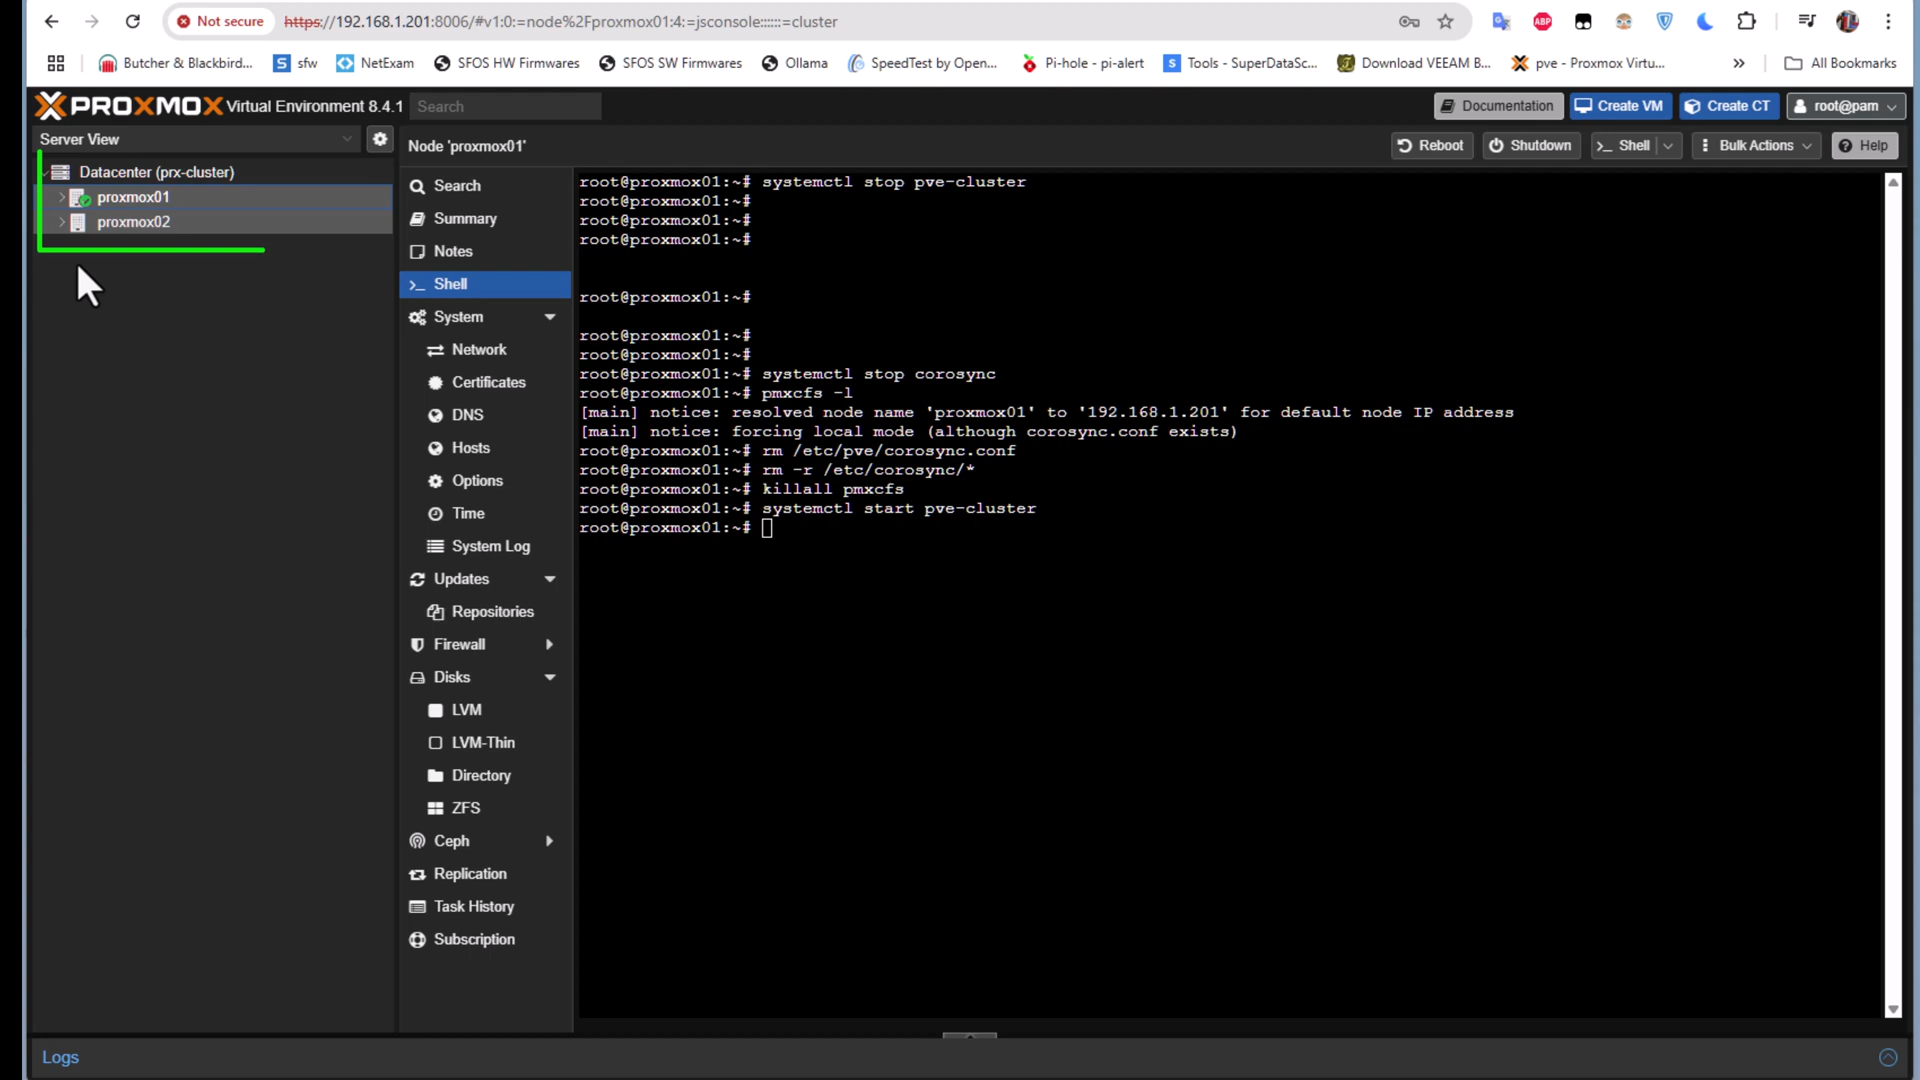 Not secure https://192.168.1.201:8006/#v1:0:=node%2Fproxmox01:4:=jsconsole::::::=cluster
Butcher & Blackbird... sfw NetExam SFOS HW Firmwares SFOS SW Firmwares Ollama SpeedTest by Open... Pi-hole - pi-alert Tools - SuperDataSc... Download VEEAM B... pve - Proxmox Virtu... » All Bookmarks
PROXMOX Virtual Environment 8.4.1 Search Documentation Create VM Create CT root@pam
Server View
Node 'proxmox01' Reboot Shutdown Shell Bulk Actions Help
Datacenter (prx-cluster)
proxmox01
proxmox02
Search
Summary
Notes
Shell
System
Network
Certificates
DNS
Hosts
Options
Time
System Log
Updates
Repositories
Firewall
Disks
LVM
LVM-Thin
Directory
ZFS
Ceph
Replication
Task History
Subscription
root@proxmox01:~# systemctl stop pve-cluster
root@proxmox01:~#
root@proxmox01:~#
root@proxmox01:~#
root@proxmox01:~#
root@proxmox01:~#
root@proxmox01:~#
root@proxmox01:~# systemctl stop corosync
root@proxmox01:~# pmxcfs -l
[main] notice: resolved node name 'proxmox01' to '192.168.1.201' for default node IP address
[main] notice: forcing local mode (although corosync.conf exists)
root@proxmox01:~# rm /etc/pve/corosync.conf
root@proxmox01:~# rm -r /etc/corosync/*
root@proxmox01:~# killall pmxcfs
root@proxmox01:~# systemctl start pve-cluster
root@proxmox01:~#
Logs